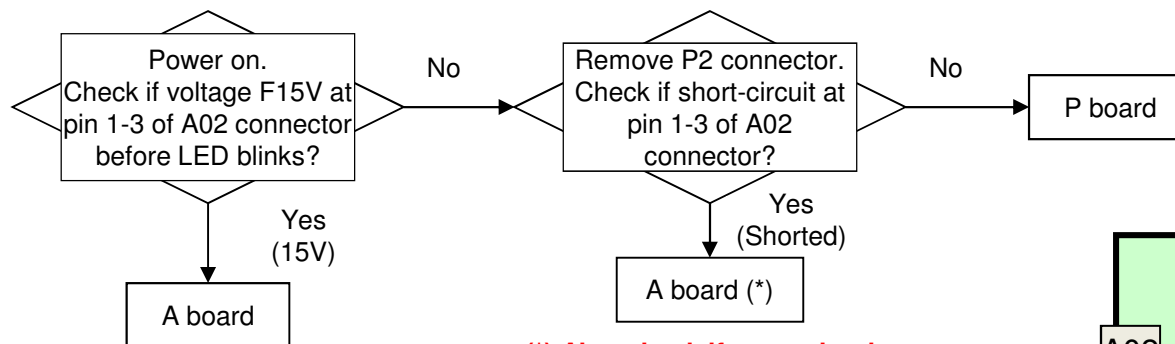 Power on.
Check if voltage F15V at
pin 1-3 of A02 connector
before LED blinks?
No
Remove P2 connector.
Check if short-circuit at
pin 1-3 of A02
connector?
No
P board
Yes
(15V)
Yes
(Shorted)
A board
A board (*)